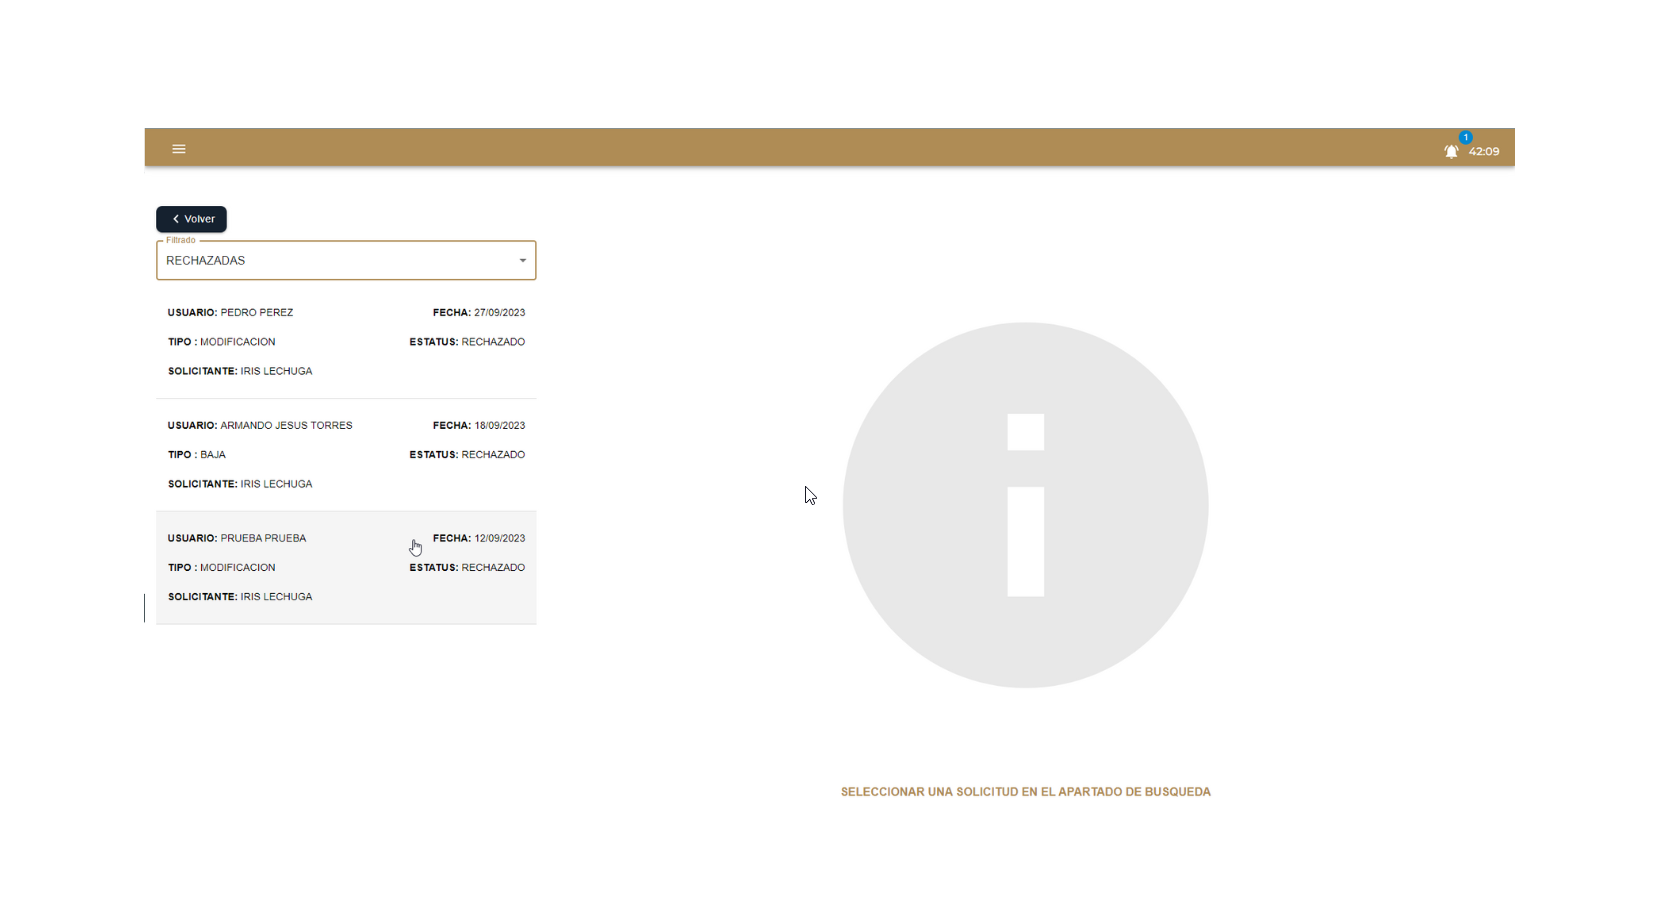 1
42:09
Volver
Filtrado
RECHAZADAS
USUARIO: PEDRO PEREZ FECHA: 27/09/2023
TIPO : MODIFICACION ESTATUS: RECHAZADO
SOLICITANTE: IRIS LECHUGA
USUARIO: ARMANDO JESUS TORRES FECHA: 18/09/2023
TIPO : BAJA ESTATUS: RECHAZADO
SOLICITANTE: IRIS LECHUGA
USUARIO: PRUEBA PRUEBA FECHA: 12/09/2023
TIPO : MODIFICACION ESTATUS: RECHAZADO
SOLICITANTE: IRIS LECHUGA
SELECCIONAR UNA SOLICITUD EN EL APARTADO DE BUSQUEDA